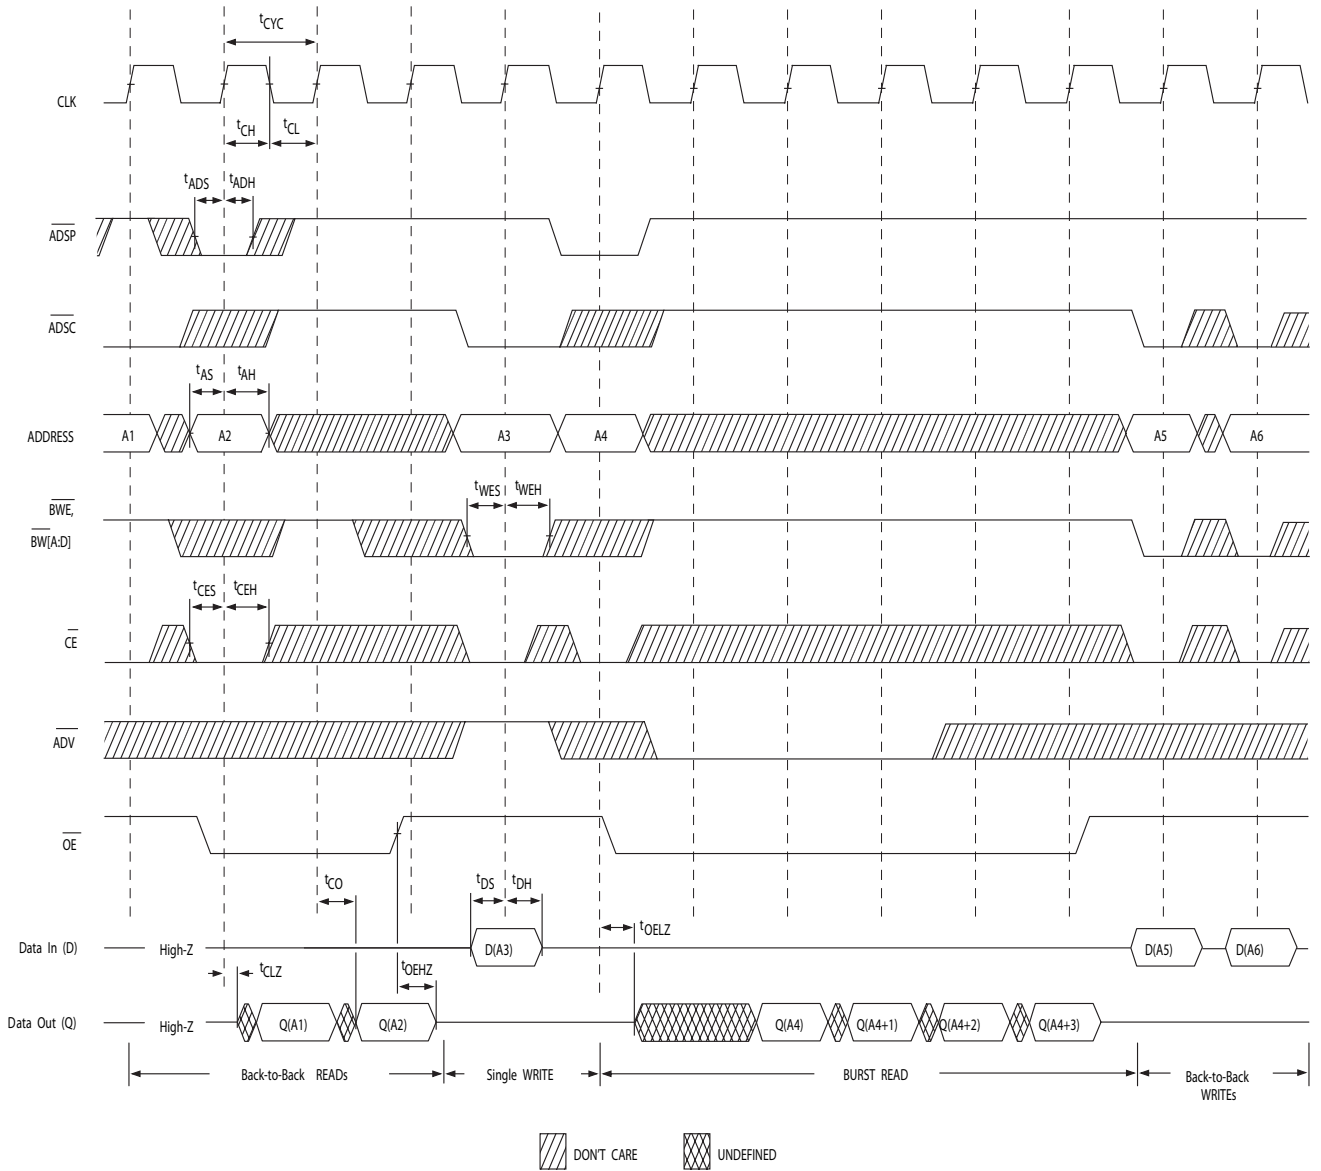 tCYC
CLK
tCH
tCL
tADS
tADH
ADSP
ADSC
tAS
tAH
ADDRESS
A1
A2
A3
A4
A5
A6
tWES
tWEH
BWE,
BW[A:D]
tCES
tCEH
CE
ADV
OE
tCO
tDS
tDH
tOELZ
Data In (D)
High-Z
D(A3)
D(A5)
D(A6)
tCLZ
tOEHZ
Data Out (Q)
High-Z
Q(A1)
Q(A2)
Q(A4)
Q(A4+1)
Q(A4+2)
Q(A4+3)
Back-to-Back READs
Single WRITE
BURST READ
Back-to-Back
WRITEs
DON'T CARE
UNDEFINED